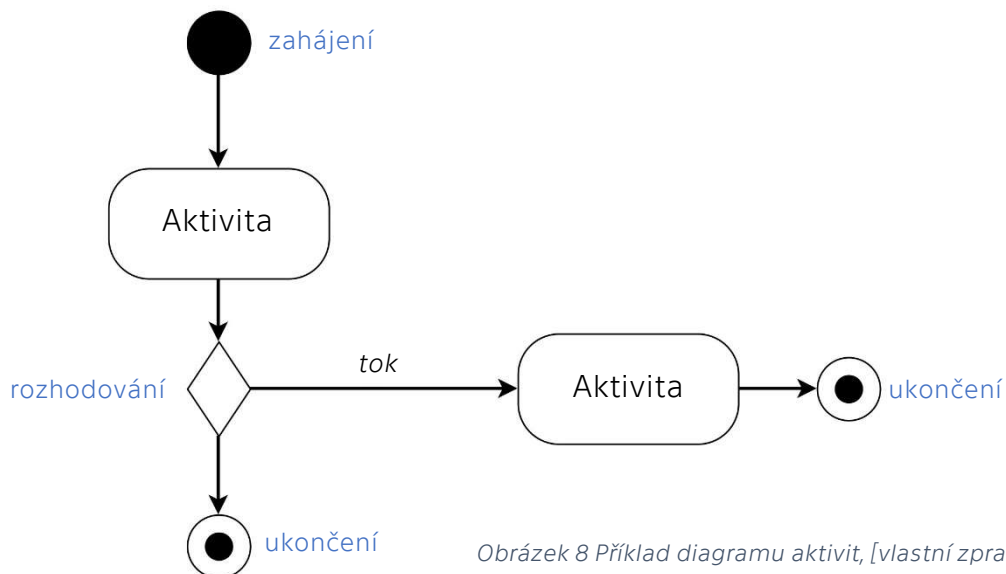 zahájení
Aktivita
rozhodování
tok
Aktivita
ukončení
ukončení
Obrázek 8 Příklad diagramu aktivit, [vlastní zpra